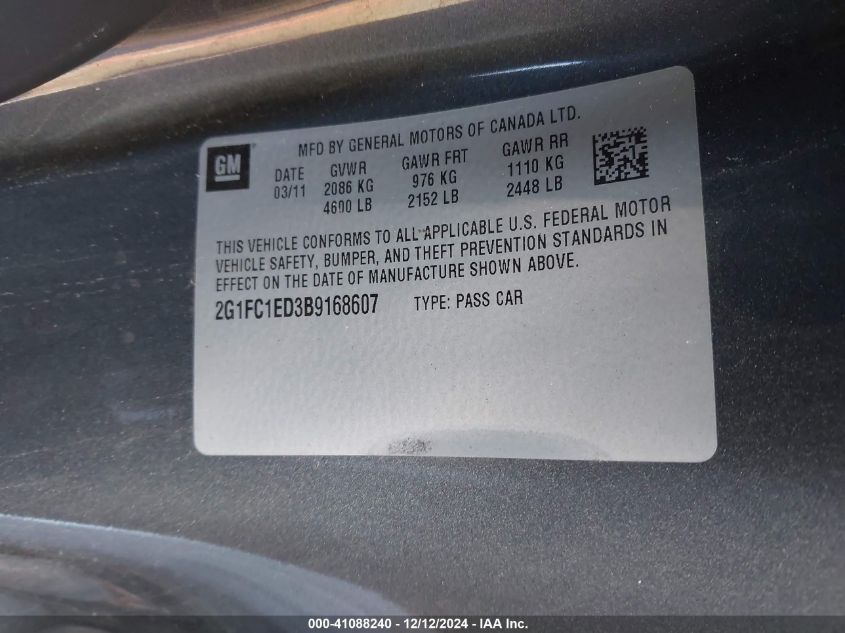 MFD BY GENERAL MOTORS OF CANADA LTD.
GM
DATE GVWR GAWR FRT GAWR RR
03/11 2086 KG 976 KG 1110 KG
4600 LB 2152 LB 2448 LB
THIS VEHICLE CONFORMS TO ALL APPLICABLE U.S. FEDERAL MOTOR
VEHICLE SAFETY, BUMPER, AND THEFT PREVENTION STANDARDS IN
EFFECT ON THE DATE OF MANUFACTURE SHOWN ABOVE.
2G1FC1ED3B9168607 TYPE: PASS CAR
000-41088240 - 12/12/2024 - IAA Inc.